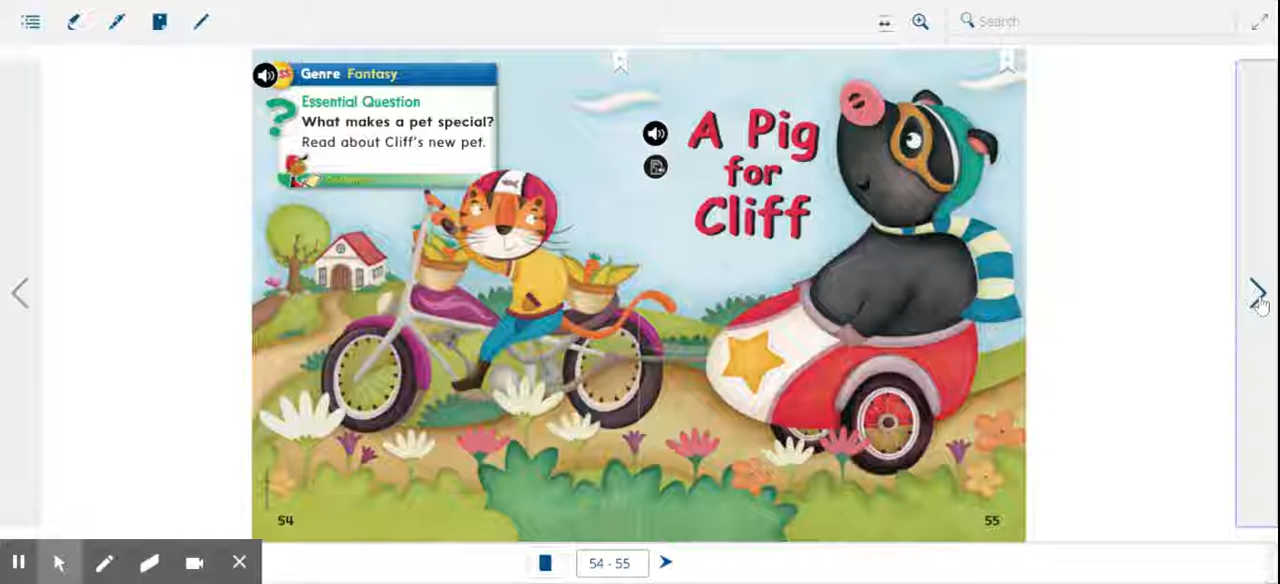 Search
Genre Fantasy
Essential Question
What makes a pet special?
Read about Cliff's new pet.
A Pig
for
Cliff
54
55
54 - 55